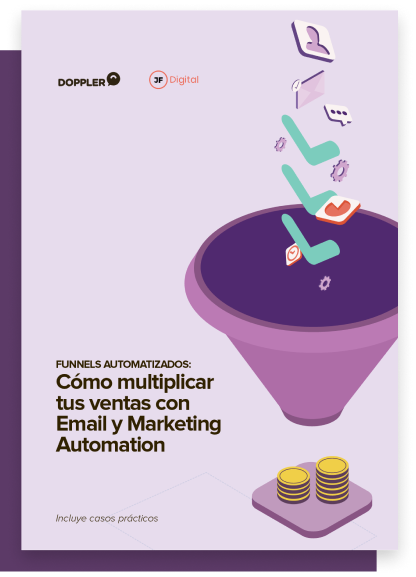 DOPPLER
JF Digital
FUNNELS AUTOMATIZADOS:
Cómo multiplicar
tus ventas con
Email y Marketing
Automation
Incluye casos prácticos